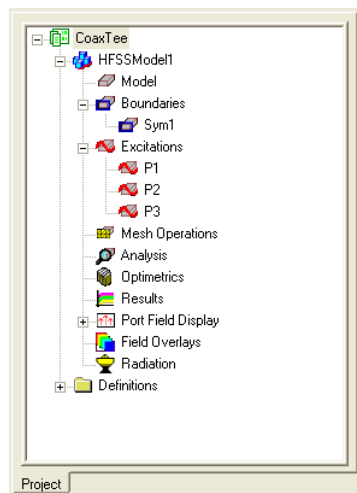 CoaxTee
HFSSModel1
Model
Boundaries
Sym1
Excitations
P1
P2
P3
Mesh Operations
Analysis
Optimetrics
Results
Port Field Display
Field Overlays
Radiation
Definitions
Project